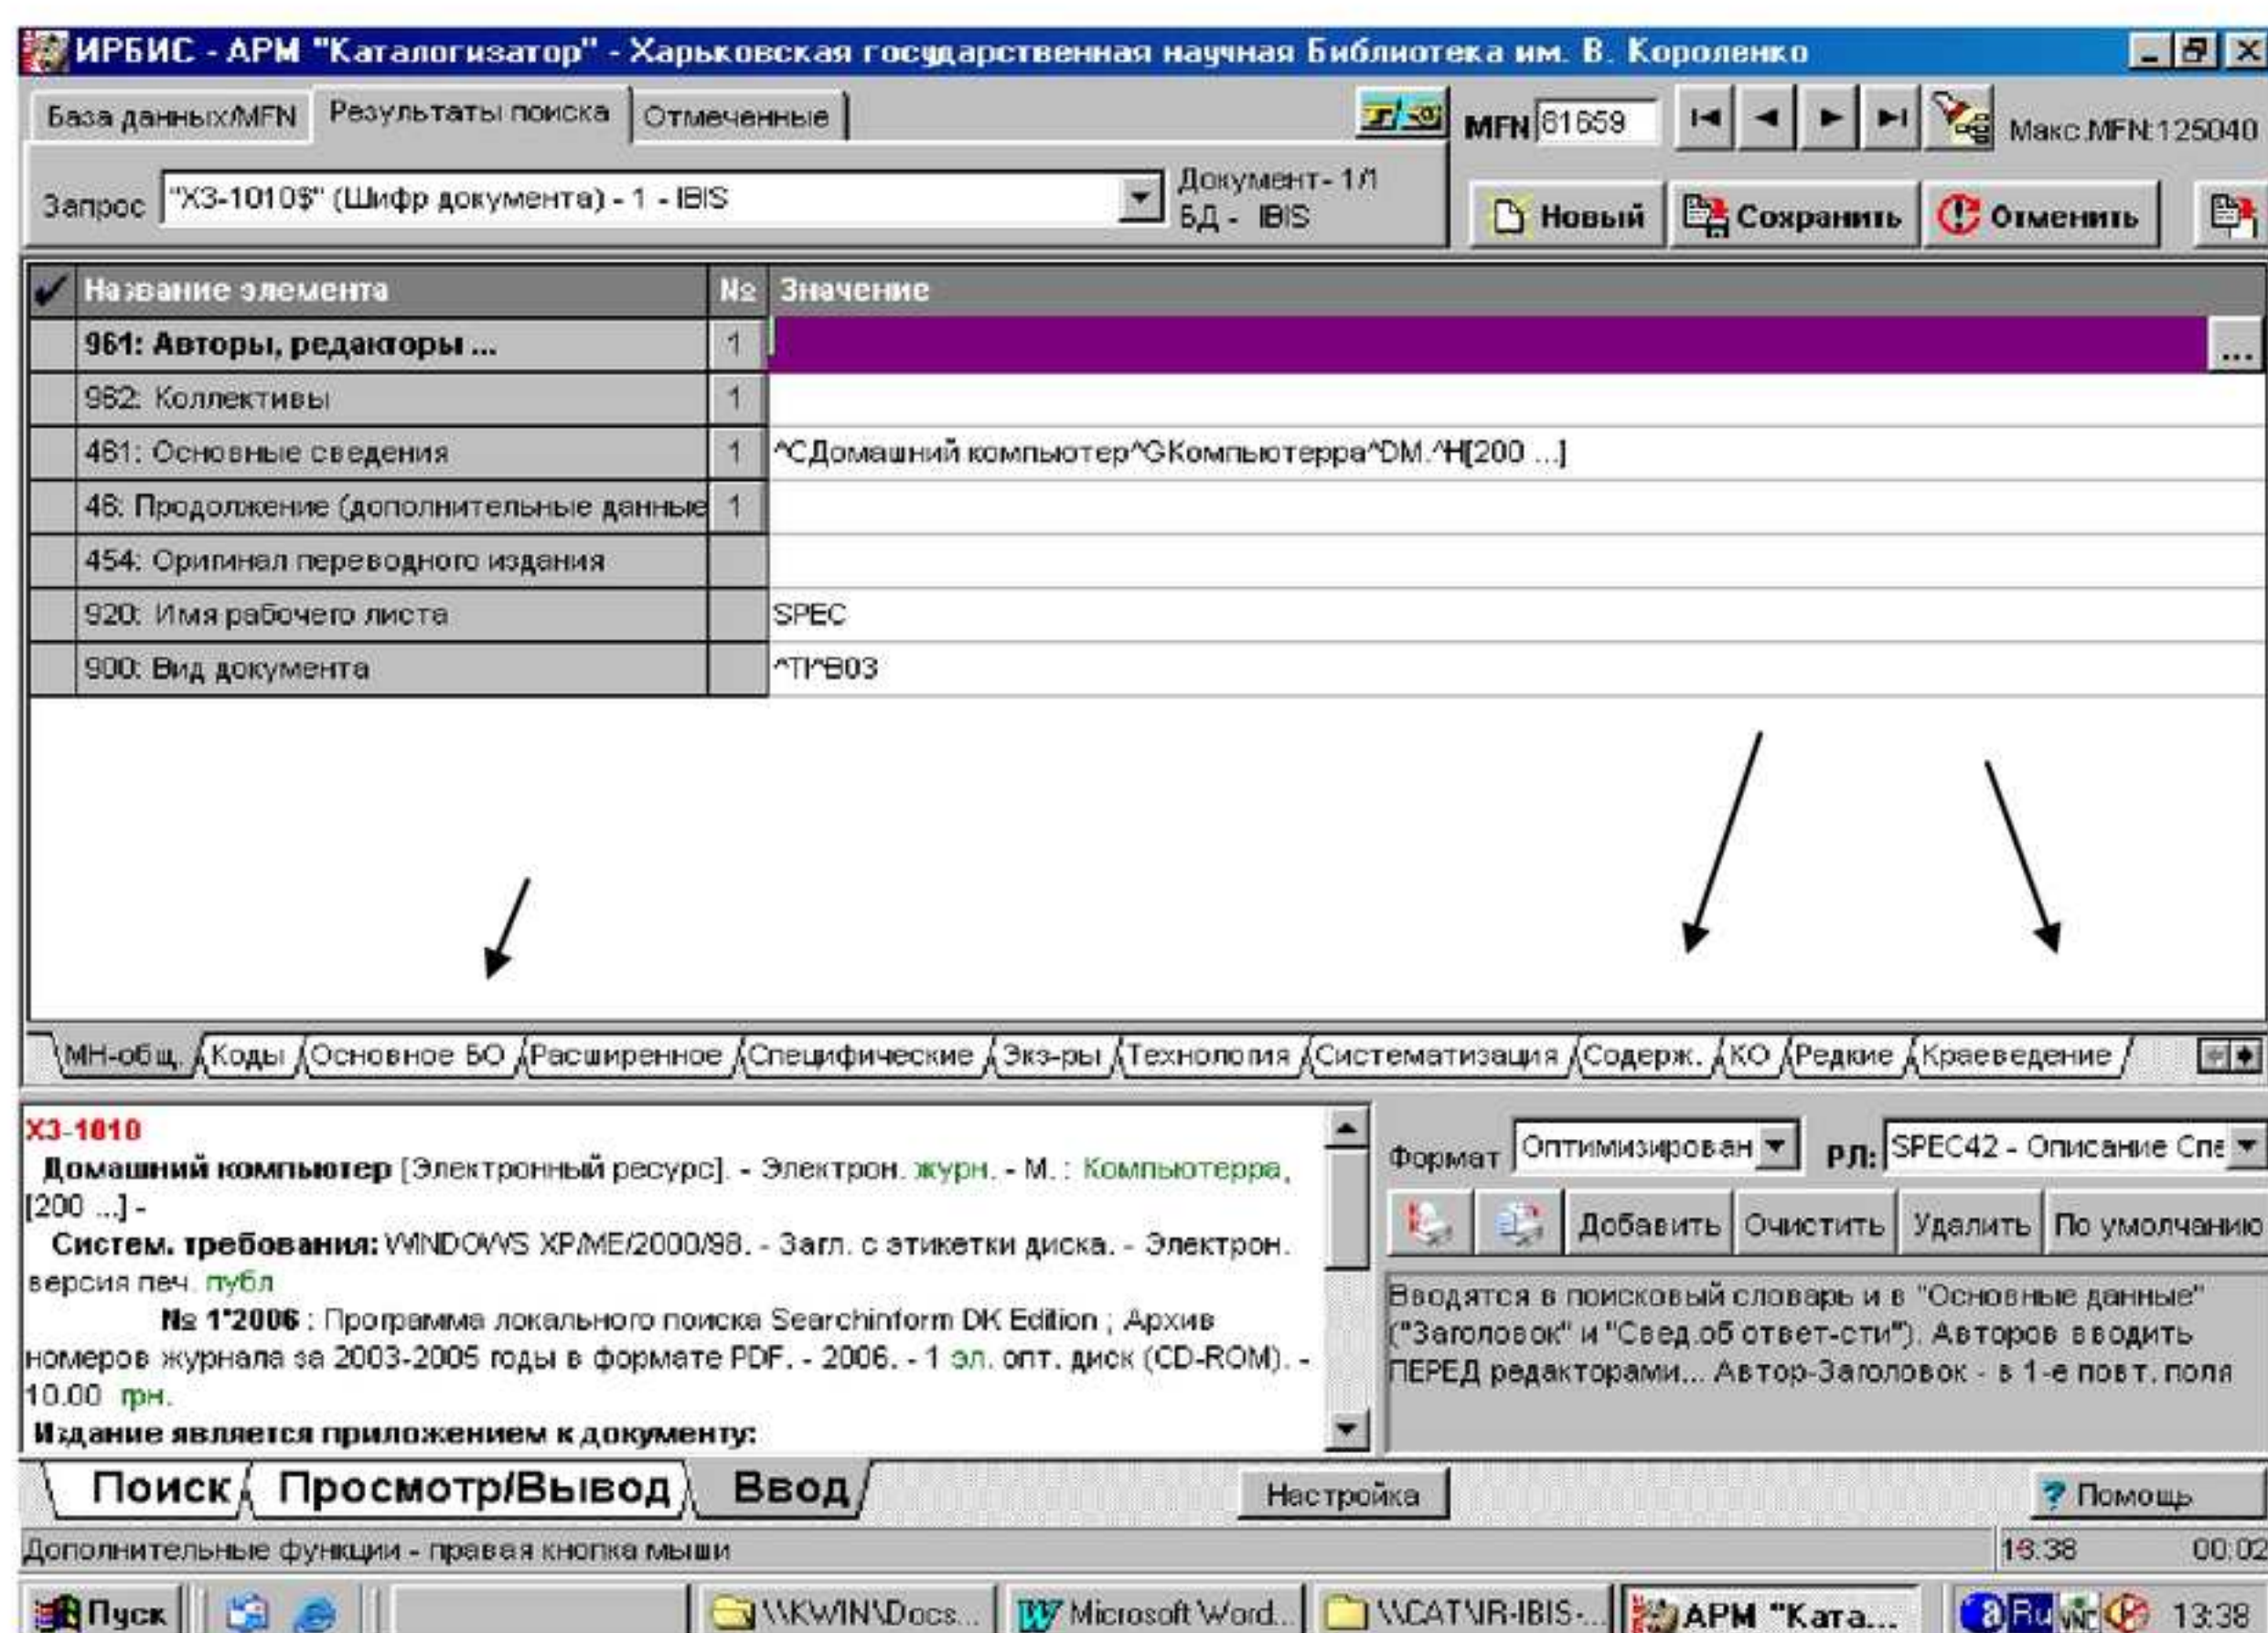 ИРБИС - АРМ "Каталогизатор" - Харьковская государственная научная Библиотека им. В. Короленко
База данных/MFN Результаты поиска Отмеченные MFN 81659 Макс.MFN:125040
Запрос "Х3-1010$" (Шифр документа) - 1 - IBIS Документ- 1/1
БД - IBIS
Новый Сохранить Отменить
Название элемента № Значение
961: Авторы, редакторы ... 1 ...
962: Коллективы 1
461: Основные сведения 1 ^CДомашний компьютер^GКомпьютерра^DM.^H[200 ...]
46: Продолжение (дополнительные данные 1
454: Оригинал переводного издания
920: Имя рабочего листа SPEC
900: Вид документа ^TI^B03
МН-общ. Коды Основное БО Расширенное Специфические Экз-ры Технология Систематизация Содерж. КО Редкие Краеведение
Х3-1010
Домашний компьютер [Электронный ресурс]. - Электрон. журн. - М. : Компьютерра,
[200 ...] -
Систем. требования: WINDOWS XP/ME/2000/98. - Загл. с этикетки диска. - Электрон.
версия печ. публ
№ 1"2006 : Программа локального поиска Searchinform DK Edition ; Архив
номеров журнала за 2003-2005 годы в формате PDF. - 2006. - 1 эл. опт. диск (CD-ROM). -
10.00 грн.
Издание является приложением к документу:
Формат Оптимизирован РЛ: SPEC42 - Описание Спе
Добавить Очистить Удалить По умолчанию
Вводятся в поисковый словарь и в "Основные данные"
("Заголовок" и "Свед.об ответ-сти"). Авторов вводить
ПЕРЕД редакторами... Автор-Заголовок - в 1-е повт. поля
Поиск Просмотр/Вывод Ввод Настройка ? Помощь
Дополнительные функции - правая кнопка мыши 00:02
Пуск \\KWIN\Docs... Microsoft Word... \\CAT\IR-IBIS-... АРМ "Ката... Ru VNC 13:38